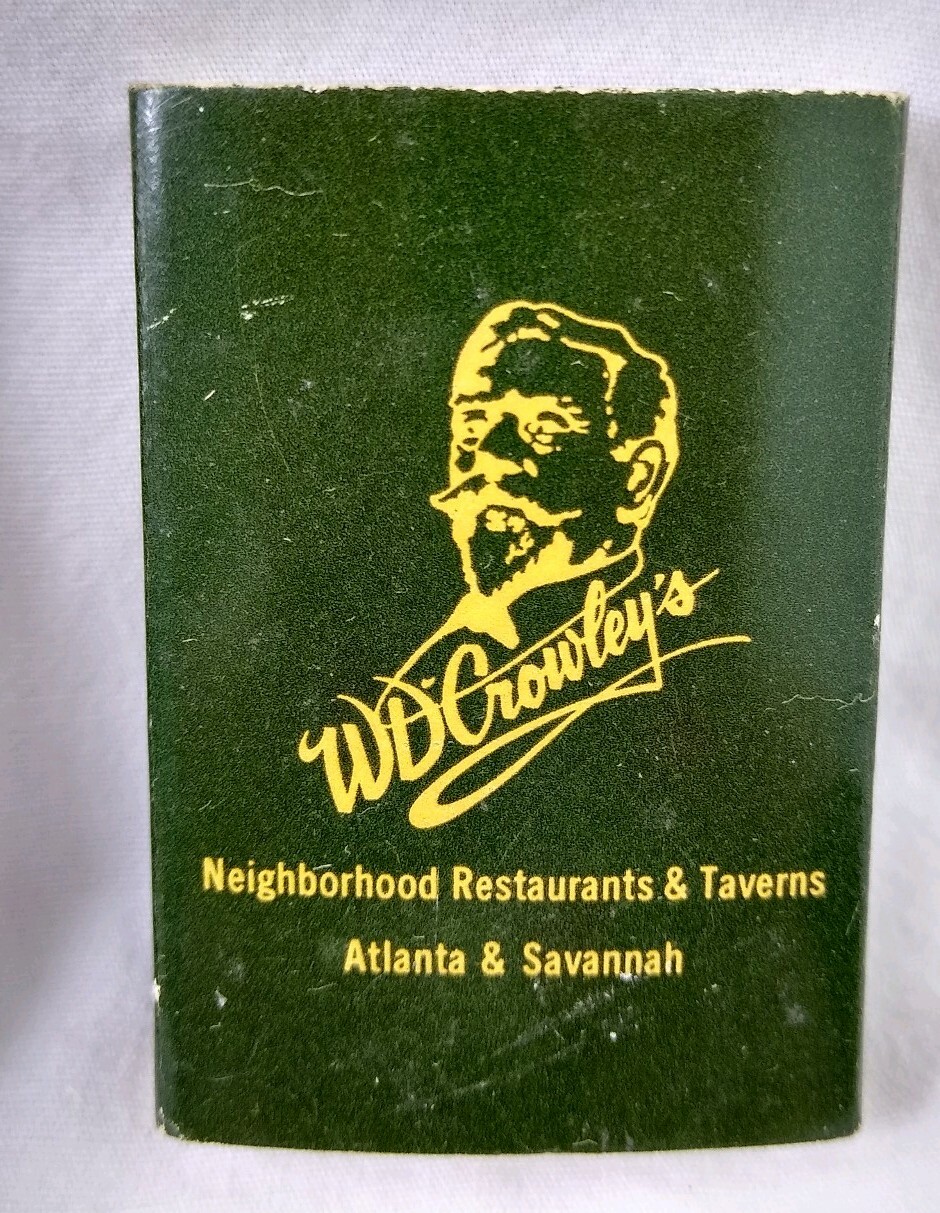 WD Crowley's
Neighborhood Restaurants & Taverns
Atlanta & Savannah